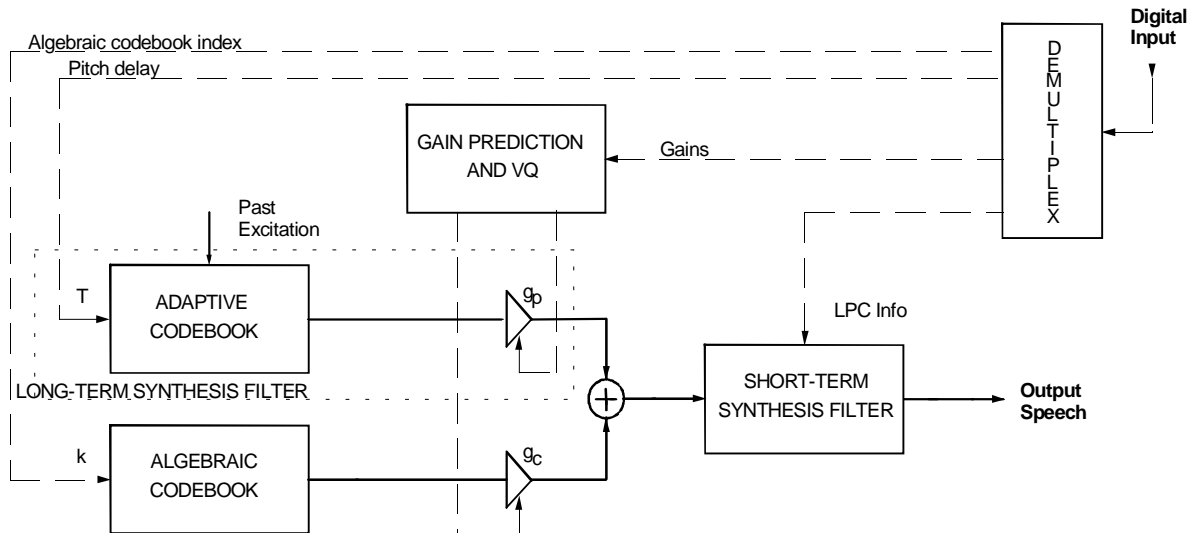 Digital
Input
Algebraic codebook index
Pitch delay
DEMULTIPLEX
GAIN PREDICTION
AND VQ
Gains
Past
Excitation
T
ADAPTIVE
CODEBOOK
gp
LPC Info
LONG-TERM SYNTHESIS FILTER
SHORT-TERM
SYNTHESIS FILTER
Output
Speech
k
ALGEBRAIC
CODEBOOK
gc